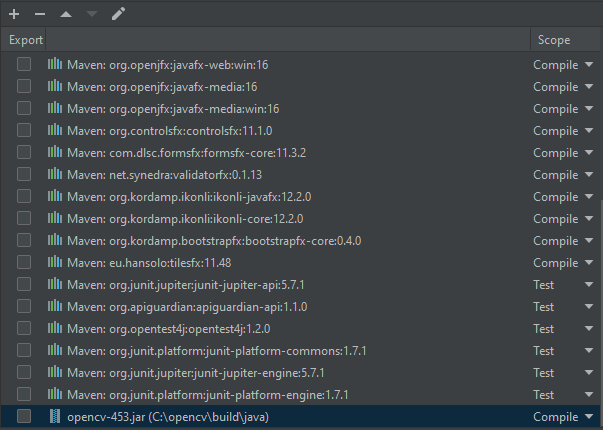 Export Scope
Maven: org.openjfx:javafx-web:win:16 Compile
Maven: org.openjfx:javafx-media:16 Compile
Maven: org.openjfx:javafx-media:win:16 Compile
Maven: org.controlsfx:controlsfx:11.1.0 Compile
Maven: com.dlsc.formsfx:formsfx-core:11.3.2 Compile
Maven: net.synedra:validatorfx:0.1.13 Compile
Maven: org.kordamp.ikonli:ikonli-javafx:12.2.0 Compile
Maven: org.kordamp.ikonli:ikonli-core:12.2.0 Compile
Maven: org.kordamp.bootstrapfx:bootstrapfx-core:0.4.0 Compile
Maven: eu.hansolo:tilesfx:11.48 Compile
Maven: org.junit.jupiter:junit-jupiter-api:5.7.1 Test
Maven: org.apiguardian:apiguardian-api:1.1.0 Test
Maven: org.opentest4j:opentest4j:1.2.0 Test
Maven: org.junit.platform:junit-platform-commons:1.7.1 Test
Maven: org.junit.jupiter:junit-jupiter-engine:5.7.1 Test
Maven: org.junit.platform:junit-platform-engine:1.7.1 Test
opencv-453.jar (C:\opencv\build\java) Compile